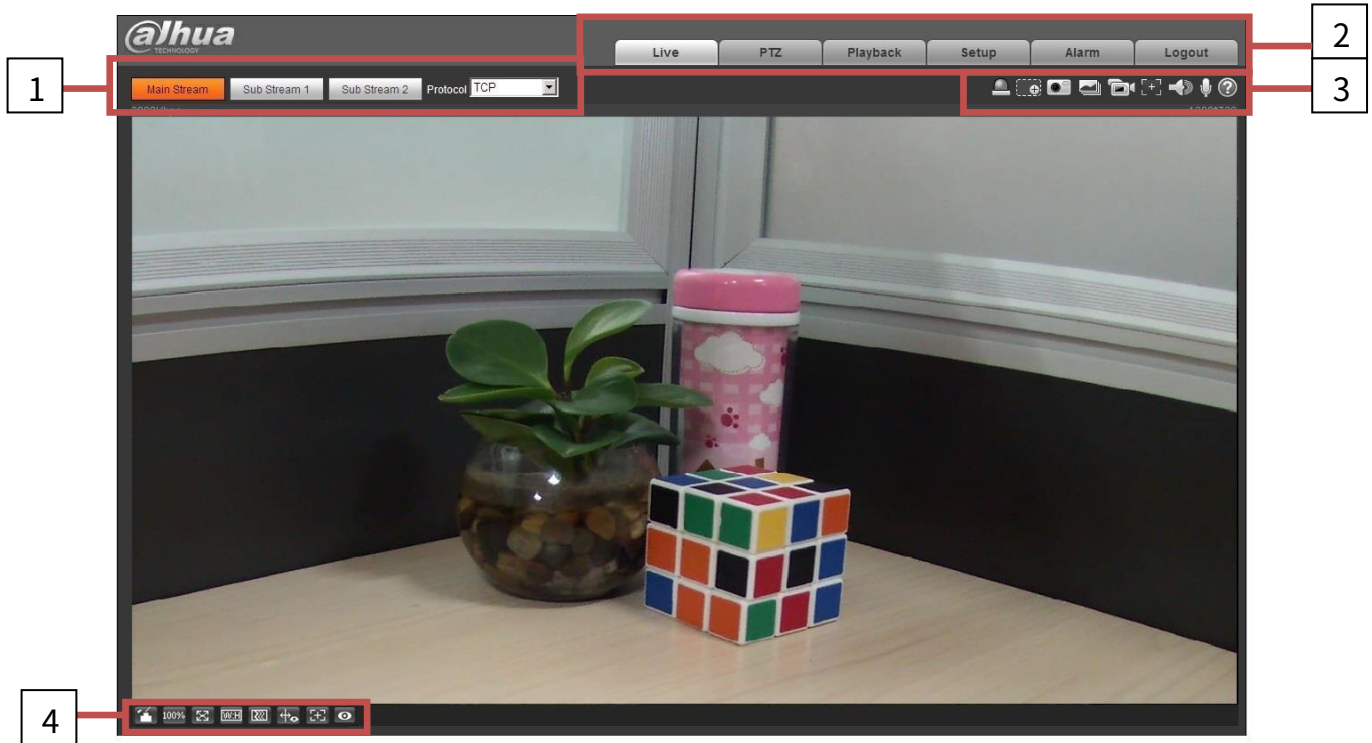 alhua
TECHNOLOGY
2
Live PTZ Playback Setup Alarm Logout
1
Main Stream Sub Stream 1 Sub Stream 2 Protocol TCP
3
4
100% W:H